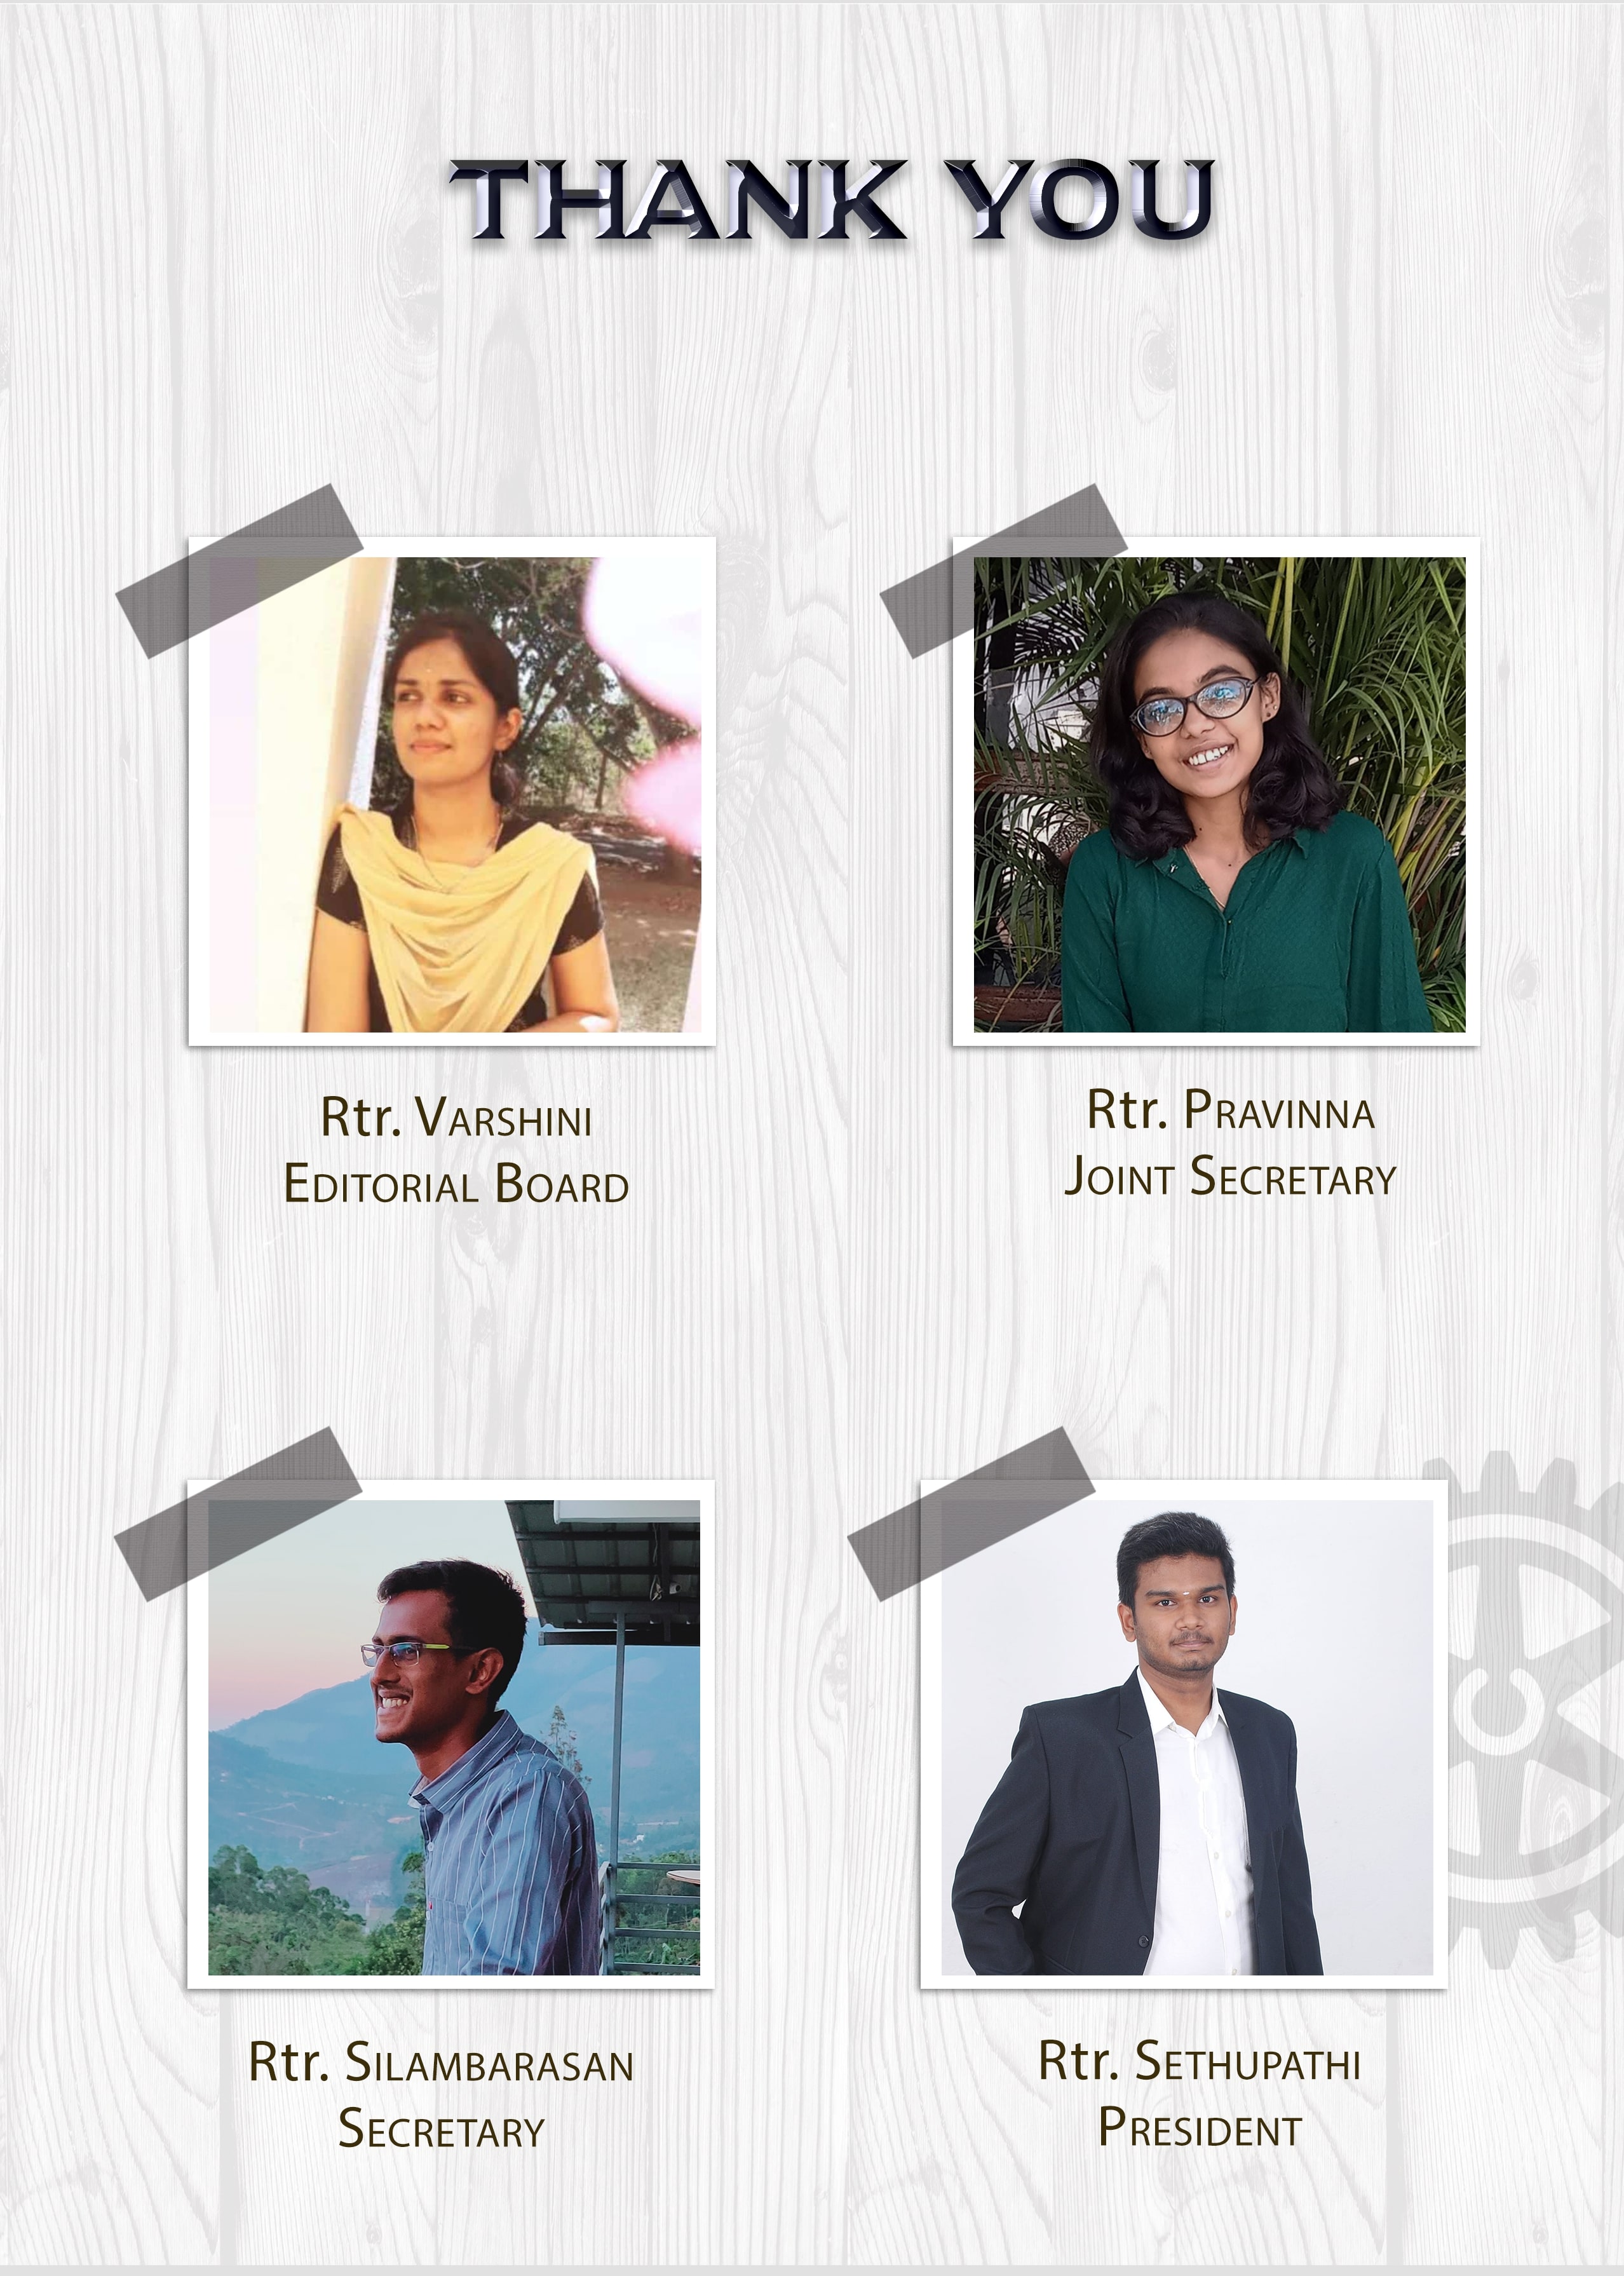 THANK YOU
Rtr. Varshini
Editorial Board
Rtr. Pravinna
Joint Secretary
Rtr. Silambarasan
Secretary
Rtr. Sethupathi
President